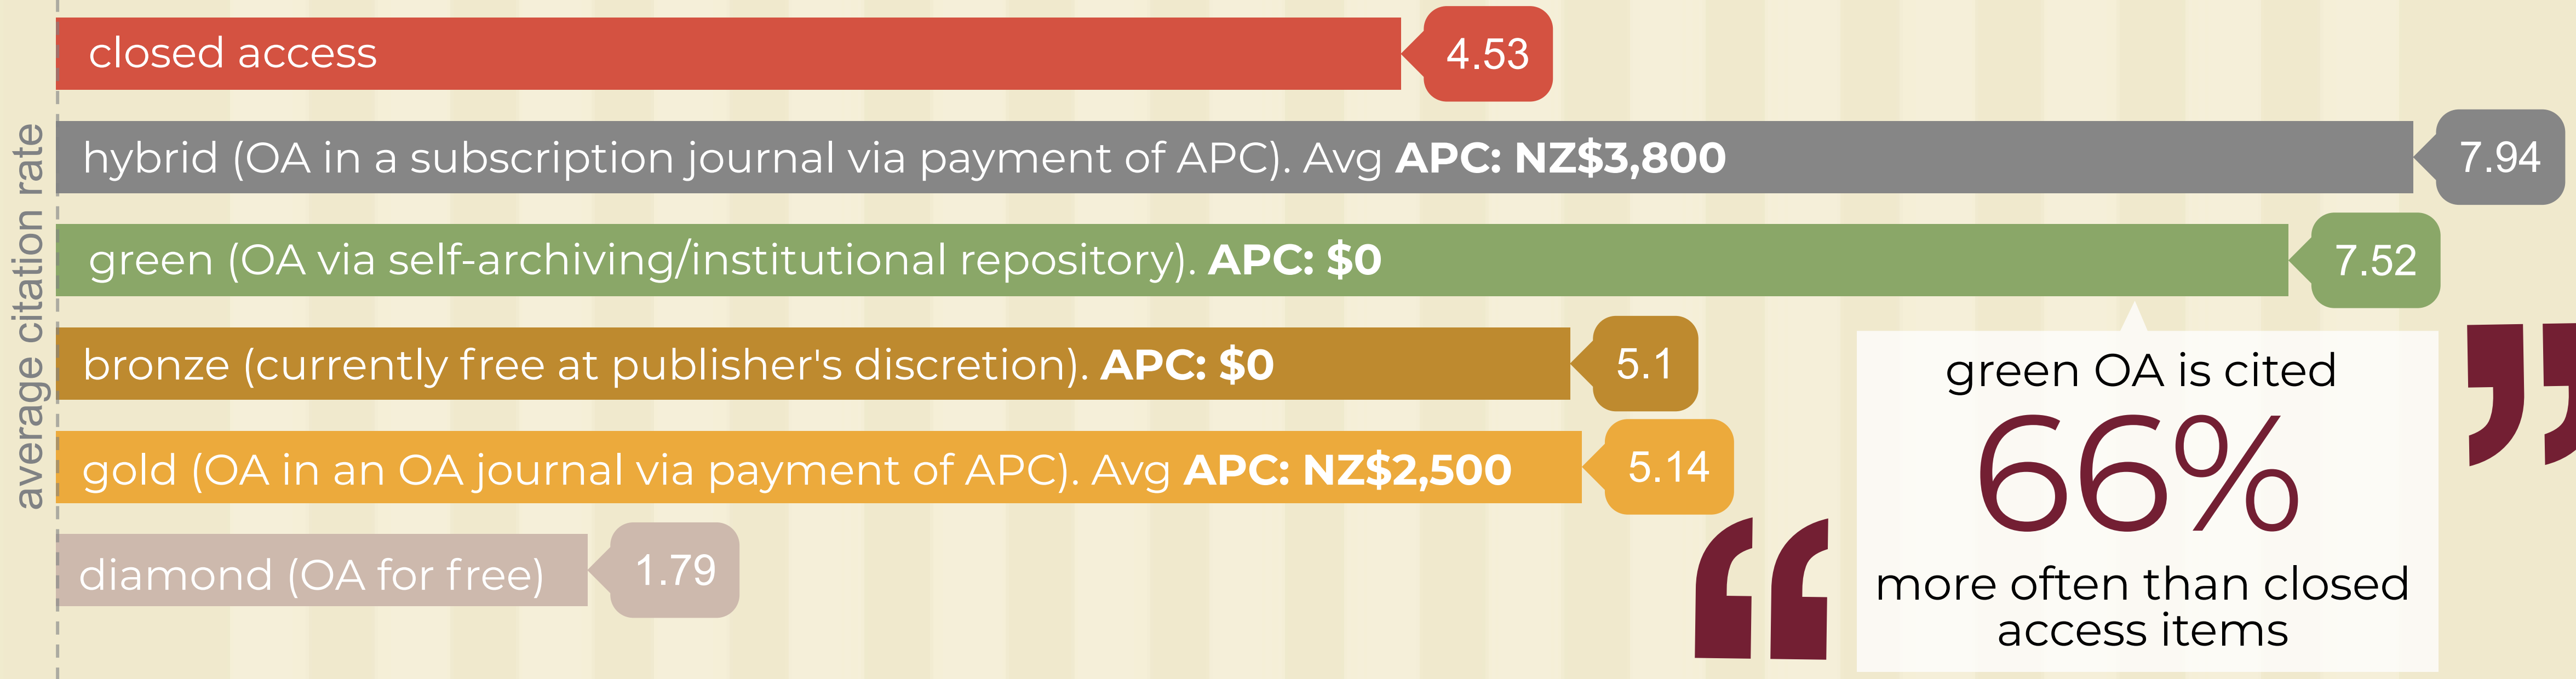 average citation rate
closed access
4.53
hybrid (OA in a subscription journal via payment of APC). Avg APC: NZ$3,800
7.94
green (OA via self-archiving/institutional repository). APC: $0
7.52
bronze (currently free at publisher's discretion). APC: $0
5.1
gold (OA in an OA journal via payment of APC). Avg APC: NZ$2,500
5.14
diamond (OA for free)
1.79
“
green OA is cited
66%
more often than closed
access items
”